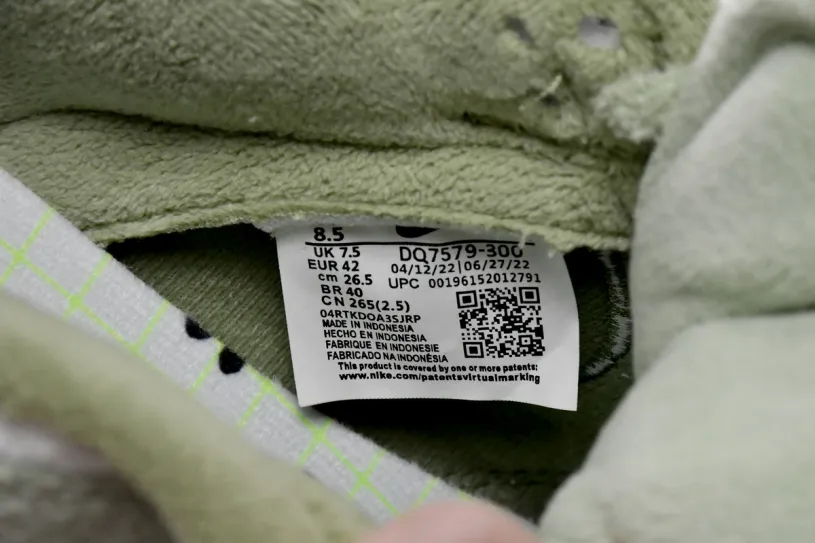 8.5
UK 7.5 DQ7579-300
EUR 42 04/12/22|06/27/22
cm 26.5 UPC 00196152012791
BR 40
CN 265(2.5)
04RTKDOA3SJRP
MADE IN INDONESIA
HECHO EN INDONESIA
FABRIQUE EN INDONESIE
FABRICADO NA INDONÉSIA
This product is covered by one or more patents:
www.nike.com/patentsvirtualmarking